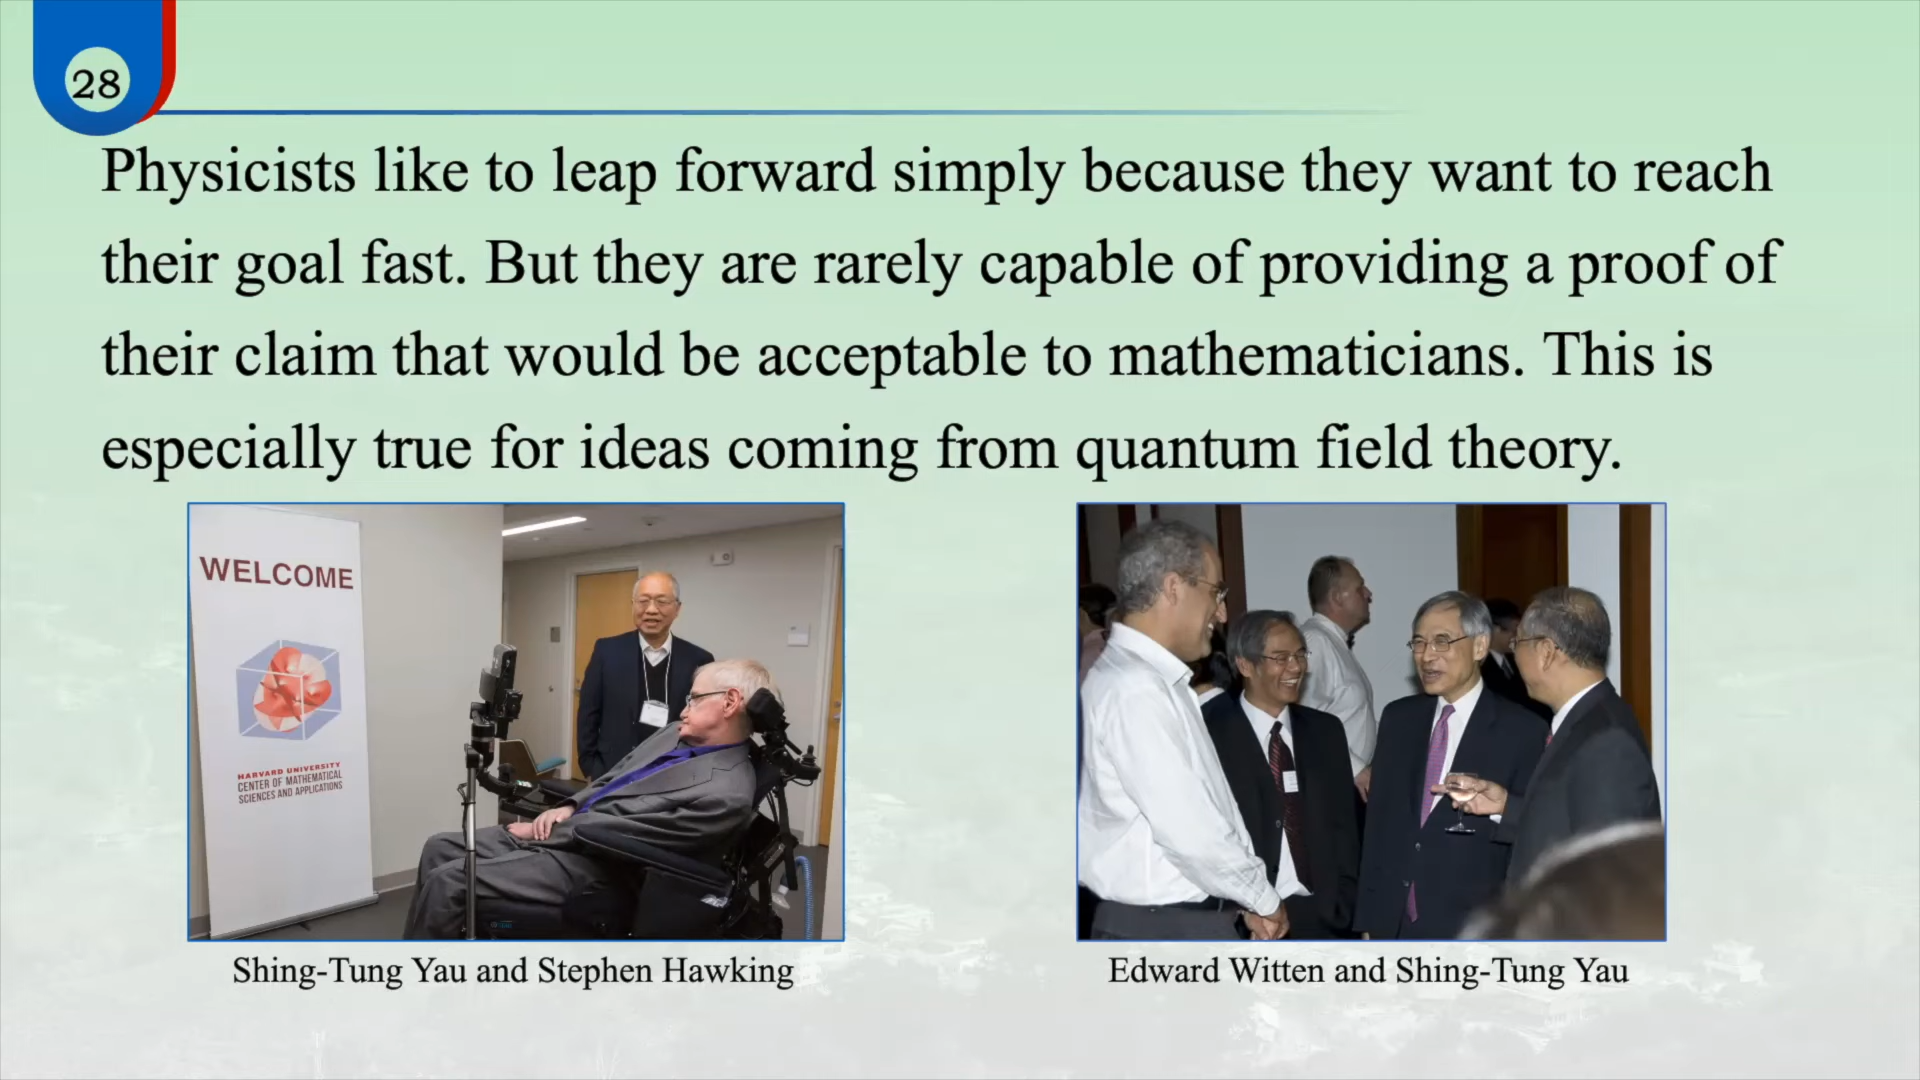 28
Physicists like to leap forward simply because they want to reach
their goal fast. But they are rarely capable of providing a proof of
their claim that would be acceptable to mathematicians. This is
especially true for ideas coming from quantum field theory.
WELCOME
HARVARD UNIVERSITY
CENTER OF MATHEMATICAL
SCIENCES AND APPLICATIONS
Shing-Tung Yau and Stephen Hawking
Edward Witten and Shing-Tung Yau